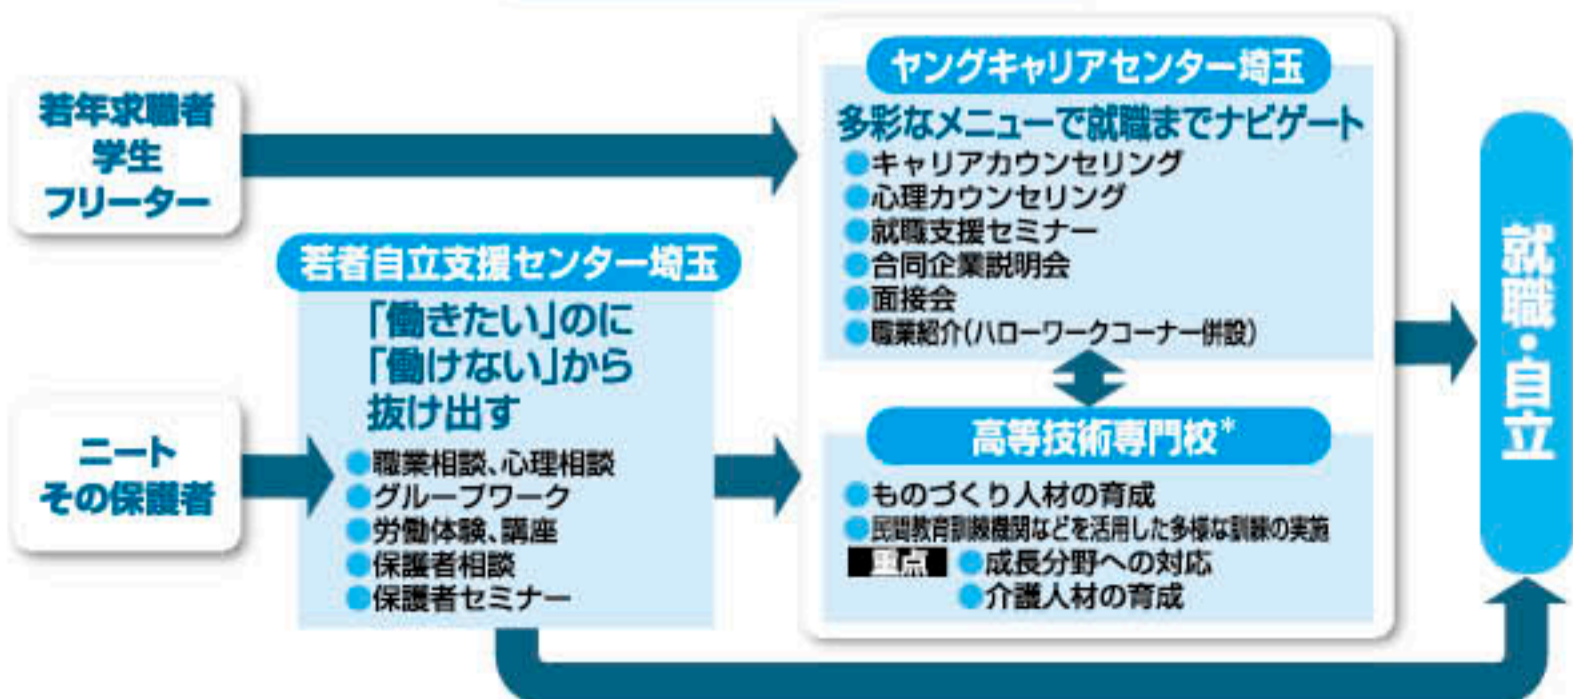 若年求職者
学生
フリーター
ニート
その保護者
若者自立支援センター埼玉
「働きたい」のに
「働けない」から
抜け出す
●職業相談、心理相談
●グループワーク
●労働体験、講座
●保護者相談
●保護者セミナー
ヤングキャリアセンター埼玉
多彩なメニューで就職までナビゲート
●キャリアカウンセリング
●心理カウンセリング
●就職支援セミナー
●合同企業説明会
●面接会
●職業紹介(ハローワークコーナー併設)
高等技術専門校*
●ものづくり人材の育成
●民間教育訓練機関などを活用した多様な訓練の実施
重点 ●成長分野への対応
●介護人材の育成
就職・自立